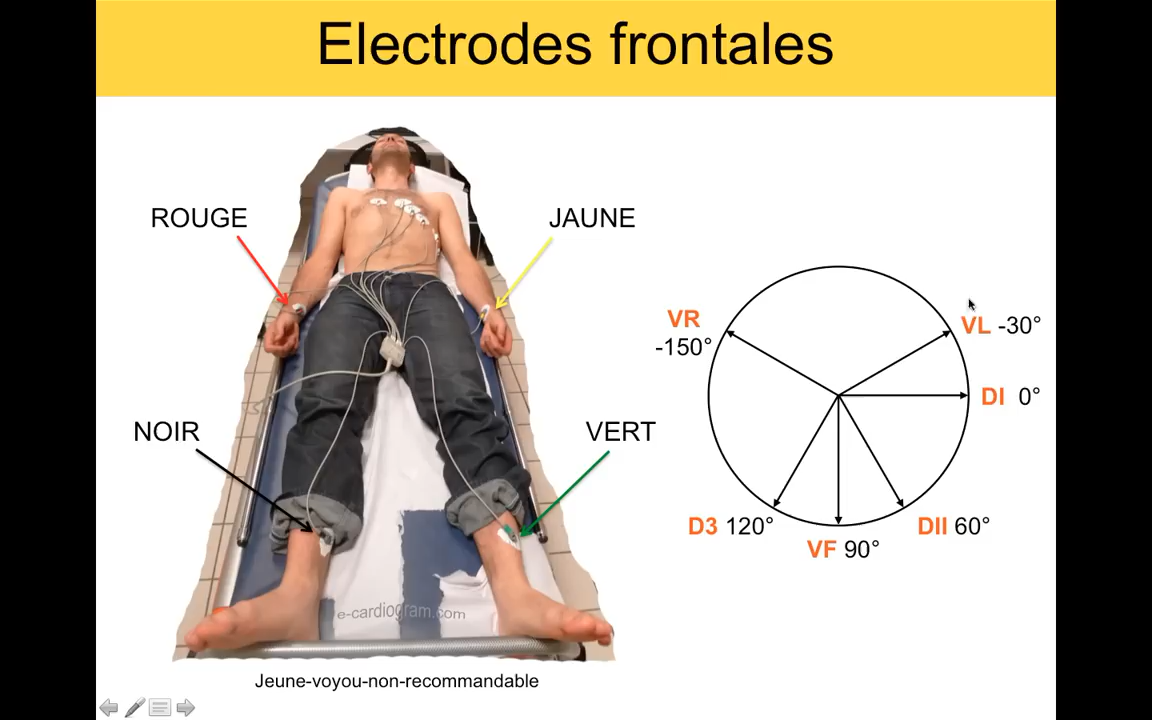 Electrodes frontales
ROUGE
JAUNE
NOIR
VERT
VR
-150°
VL -30°
DI 0°
DII 60°
VF 90°
D3 120°
e-cardiogram.com
Jeune-voyou-non-recommandable